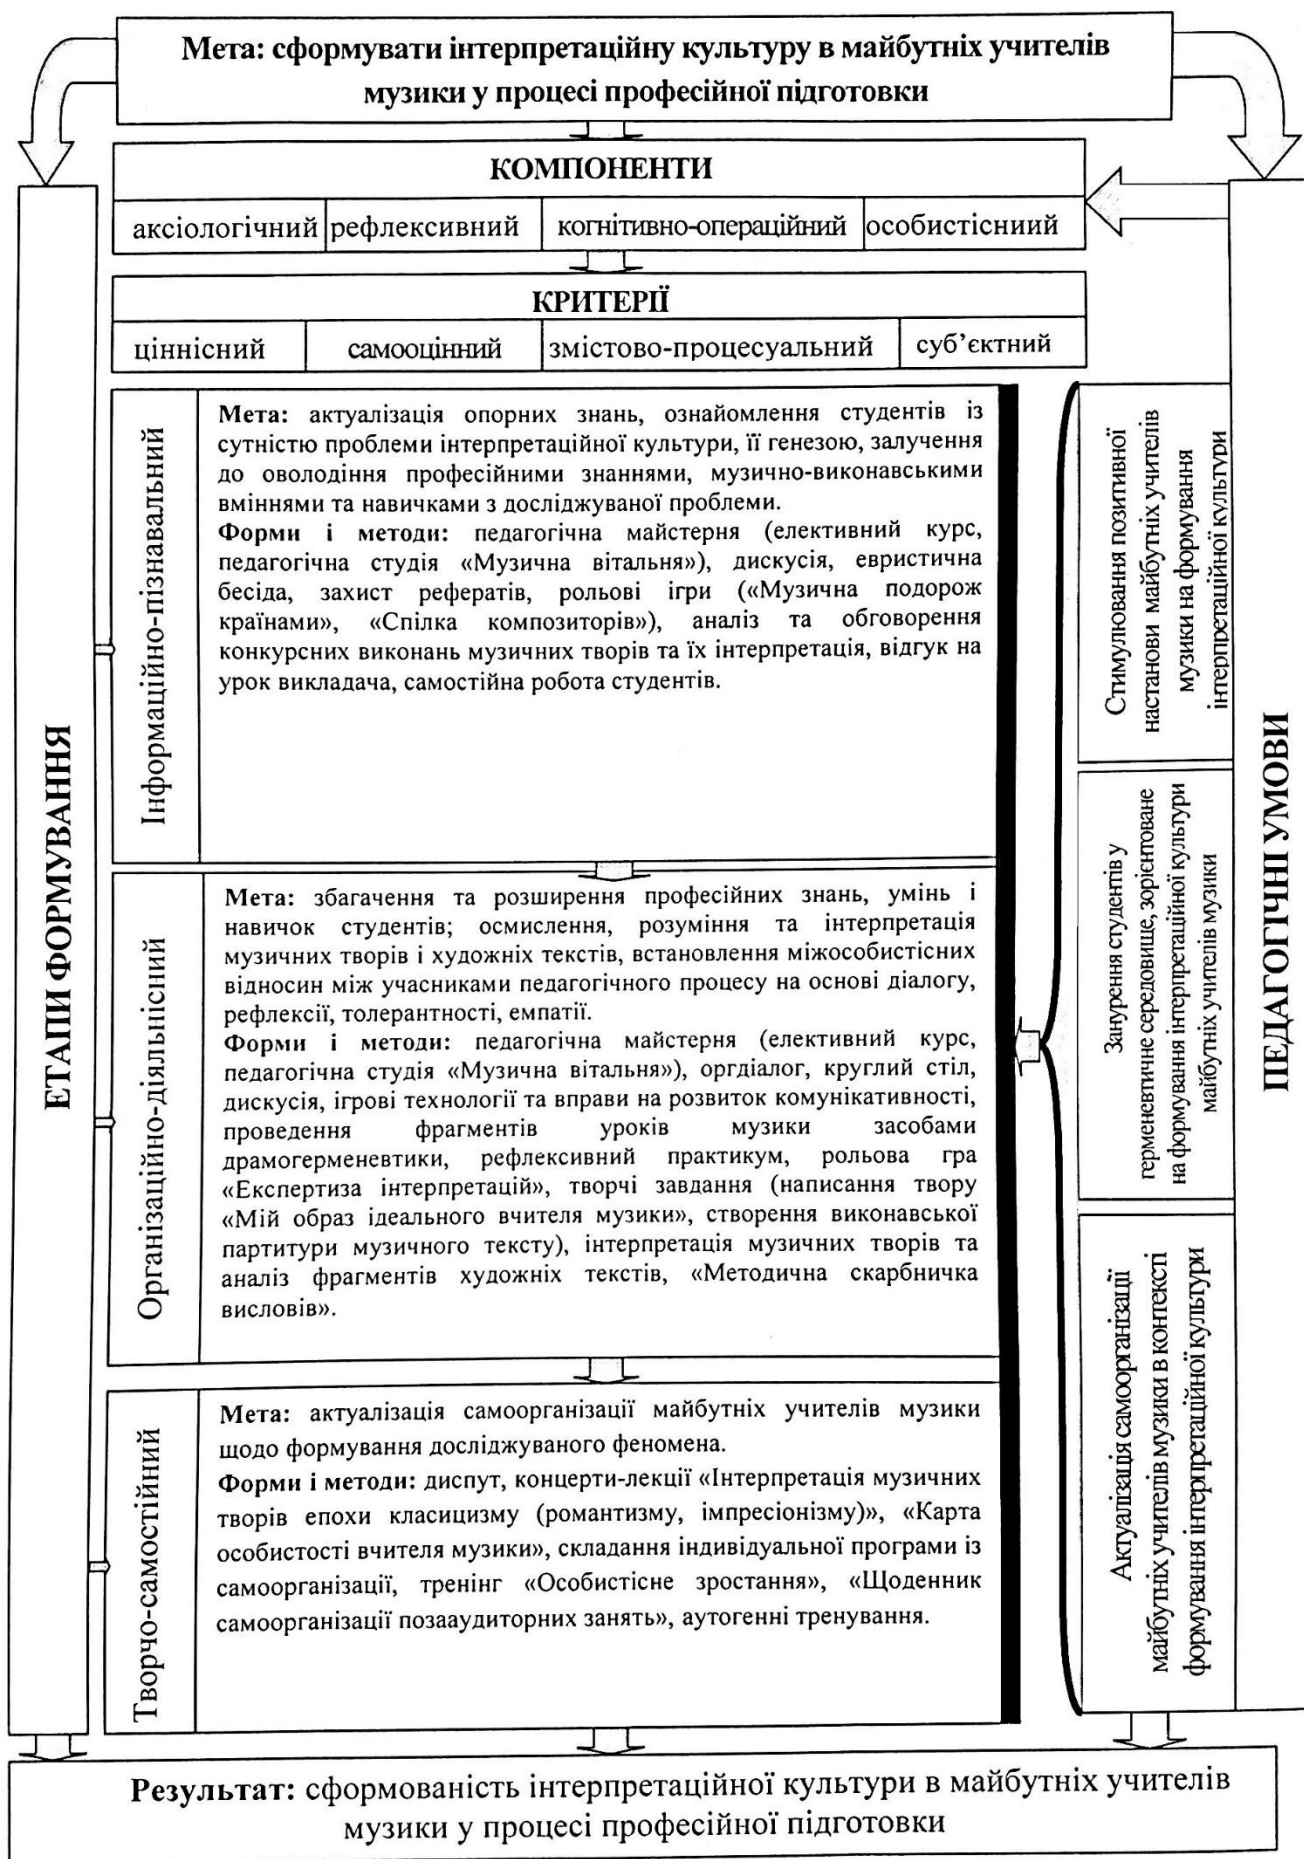 Мета: сформувати інтерпретаційну культуру в майбутніх учителів
музики у процесі професійної підготовки
КОМПОНЕНТИ
аксіологічний рефлексивний когнітивно-операційний особистісниий
КРИТЕРІЇ
ціннісний самооцінний змістово-процесуальний суб’єктний
ЕТАПИ ФОРМУВАННЯ
Інформаційно-пізнавальний
Мета: актуалізація опорних знань, ознайомлення студентів із
сутністю проблеми інтерпретаційної культури, її генезою, залучення
до оволодіння професійними знаннями, музично-виконавськими
вміннями та навичками з досліджуваної проблеми.
Форми і методи: педагогічна майстерня (елективний курс,
педагогічна студія «Музична вітальня»), дискусія, евристична
бесіда, захист рефератів, рольові ігри («Музична подорож
країнами», «Спілка композиторів»), аналіз та обговорення
конкурсних виконань музичних творів та їх інтерпретація, відгук на
урок викладача, самостійна робота студентів.
Організаційно-діяльнісний
Мета: збагачення та розширення професійних знань, умінь і
навичок студентів; осмислення, розуміння та інтерпретація
музичних творів і художніх текстів, встановлення міжособистісних
відносин між учасниками педагогічного процесу на основі діалогу,
рефлексії, толерантності, емпатії.
Форми і методи: педагогічна майстерня (елективний курс,
педагогічна студія «Музична вітальня»), оргдіалог, круглий стіл,
дискусія, ігрові технології та вправи на розвиток комунікативності,
проведення фрагментів уроків музики засобами
драмогерменевтики, рефлексивний практикум, рольова гра
«Експертиза інтерпретацій», творчі завдання (написання твору
«Мій образ ідеального вчителя музики», створення виконавської
партитури музичного тексту), інтерпретація музичних творів та
аналіз фрагментів художніх текстів, «Методична скарбничка
висловів».
Творчо-самостійний
Мета: актуалізація самоорганізації майбутніх учителів музики
щодо формування досліджуваного феномена.
Форми і методи: диспут, концерти-лекції «Інтерпретація музичних
творів епохи класицизму (романтизму, імпресіонізму)», «Карта
особистості вчителя музики», складання індивідуальної програми із
самоорганізації, тренінг «Особистісне зростання», «Щоденник
самоорганізації позааудиторних занять», аутогенні тренування.
Стимулювання позитивної
настанови майбутніх учителів
музики на формування
інтерпретаційної культури
Занурення студентів у
герменевтичне середовище, зорієнтоване
на формування інтерпретаційної культури
майбутніх учителів музики
Актуалізація самоорганізації
майбутніх учителів музики в контексті
формування інтерпретаційної культури
ПЕДАГОГІЧНІ УМОВИ
Результат: сформованість інтерпретаційної культури в майбутніх учителів
музики у процесі професійної підготовки